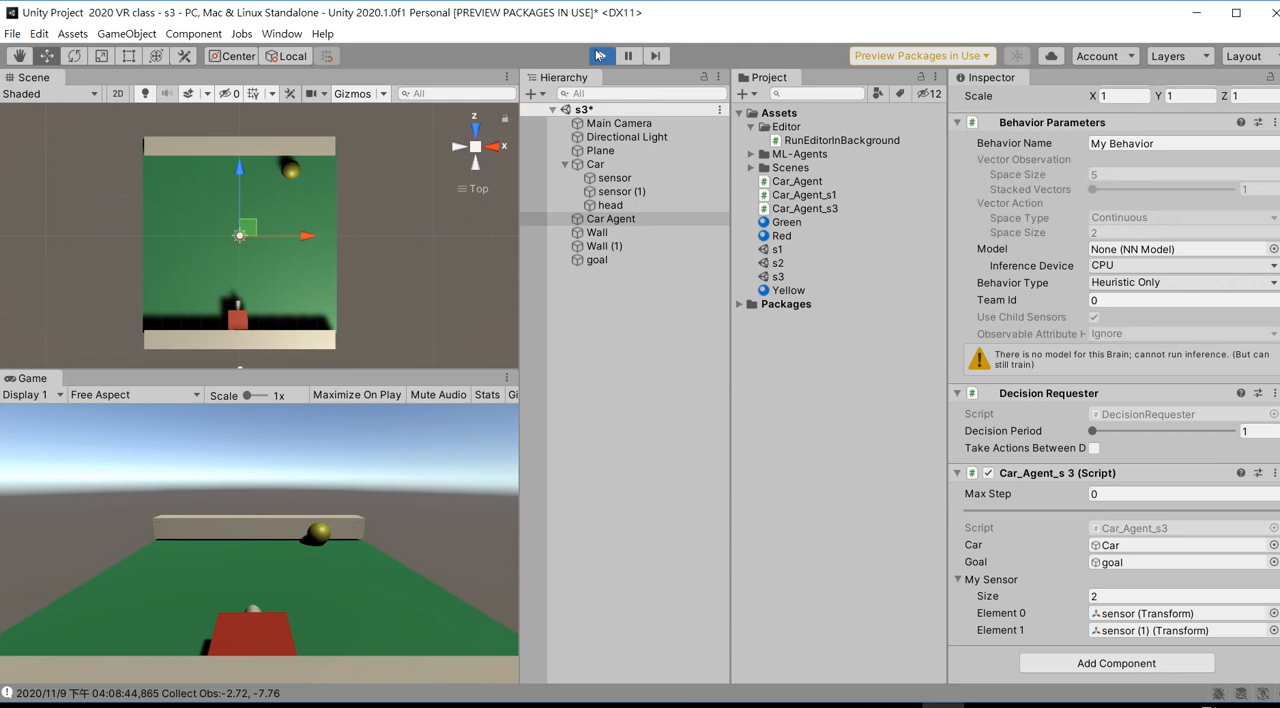 Unity Project 2020 VR class - s3 - PC, Mac & Linux Standalone - Unity 2020.1.0f1 Personal [PREVIEW PACKAGES IN USE]* <DX11>
File Edit Assets GameObject Component Jobs Window Help
Center Local Preview Packages in Use Account Layers Layout
Scene
Shaded 2D 0 Gizmos All
z
x
Top
Game
Display 1 Free Aspect Scale 1x Maximize On Play Mute Audio Stats Gi
Hierarchy
All
s3*
Main Camera
Directional Light
Plane
Car
sensor
sensor (1)
head
Car Agent
Wall
Wall (1)
goal
Project
12
Assets
Editor
RunEditorInBackground
ML-Agents
Scenes
Car_Agent
Car_Agent_s1
Car_Agent_s3
Green
Red
s1
s2
s3
Yellow
Packages
Inspector
Scale X 1 Y 1 Z 1
Behavior Parameters
Behavior Name My Behavior
Vector Observation
Space Size 5
Stacked Vectors 1
Vector Action
Space Type Continuous
Space Size 2
Model None (NN Model)
Inference Device CPU
Behavior Type Heuristic Only
Team Id 0
Use Child Sensors
Observable Attribute H Ignore
There is no model for this Brain; cannot run inference. (But can
still train)
Decision Requester
Script DecisionRequester
Decision Period 1
Take Actions Between D
Car_Agent_s 3 (Script)
Max Step 0
Script Car_Agent_s3
Car Car
Goal goal
My Sensor
Size 2
Element 0 sensor (Transform)
Element 1 sensor (1) (Transform)
Add Component
2020/11/9 下午 04:08:44,865 Collect Obs:-2.72, -7.76